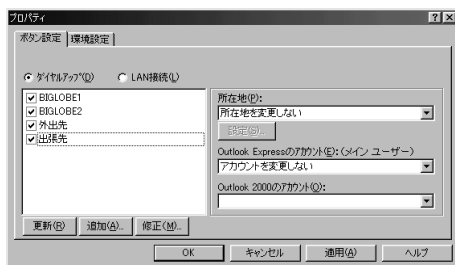 プロパティ
ボタン設定 環境設定
ダイヤルアップ(D) LAN接続(L)
BIGLOBE1
BIGLOBE2
外出先
出張先
所在地(P):
所在地を変更しない
設定(S)...
Outlook Expressのアカウント(E):(メイン ユーザー)
アカウントを変更しない
Outlook 2000のアカウント(O):
更新(R) 追加(A)... 修正(M)...
OK キャンセル 適用(A) ヘルプ